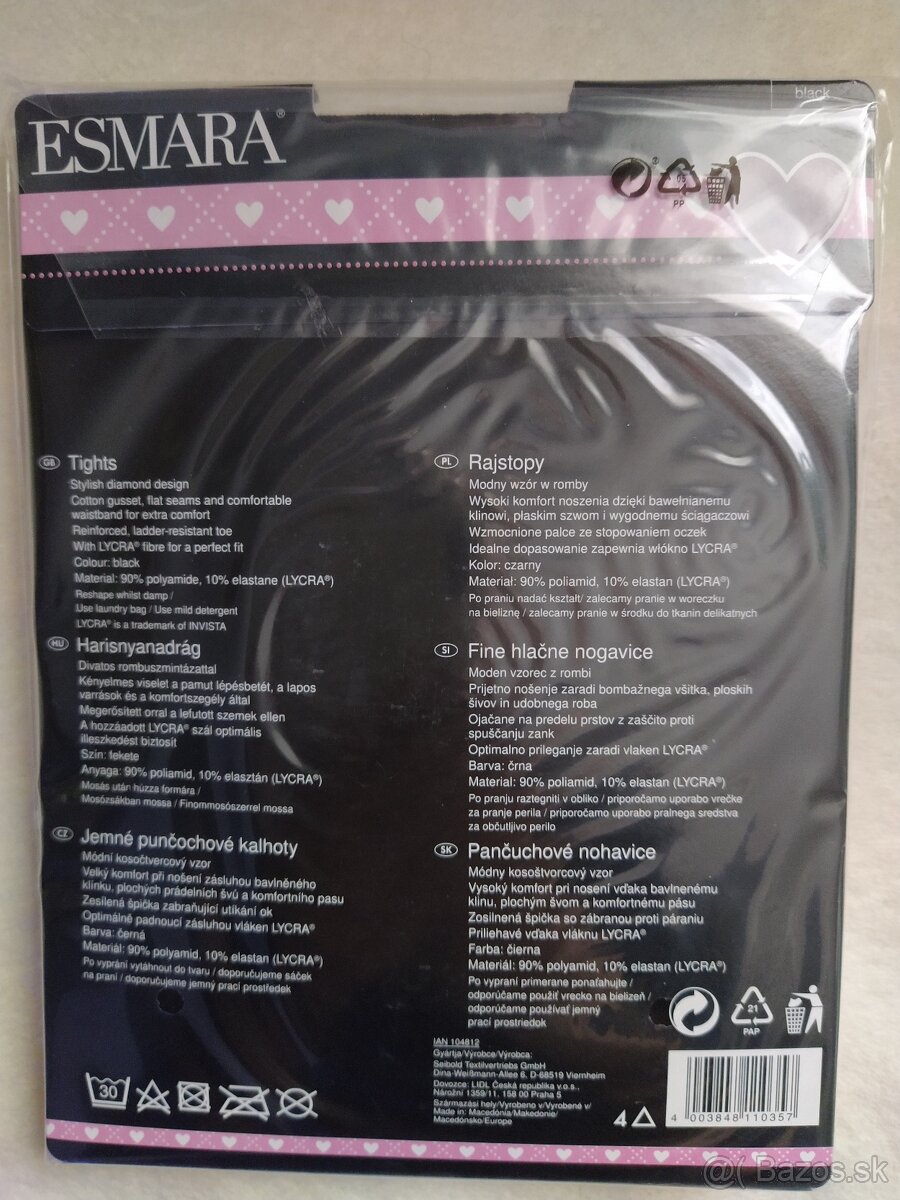 black
ESMARA®
05
PP
GB Tights
Stylish diamond design
Cotton gusset, flat seams and comfortable
waistband for extra comfort
Reinforced, ladder-resistant toe
With LYCRA® fibre for a perfect fit
Colour: black
Material: 90% polyamide, 10% elastane (LYCRA®)
Reshape whilst damp /
Use laundry bag / Use mild detergent
LYCRA® is a trademark of INVISTA
HU Harisnyanadrág
Divatos rombuszmintázattal
Kényelmes viselet a pamut lépésbetét, a lapos
varrások és a komfortszegély által
Megerősített orral a lefutott szemek ellen
A hozzáadott LYCRA® szál optimális
illeszkedést biztosít
Szín: fekete
Anyaga: 90% poliamid, 10% elasztán (LYCRA®)
Mosás után húzza formára /
Mosózsákban mossa / Finommosószerrel mossa
CZ Jemné punčochové kalhoty
Módní kosočtvercový vzor
Velký komfort při nošení zásluhou bavlněného
klínku, plochých prádelních švů a komfortního pasu
Zesílená špička zabraňující utíkání ok
Optimálně padnoucí zásluhou vláken LYCRA®
Barva: černá
Materiál: 90% polyamid, 10% elastan (LYCRA®)
Po vyprání vytáhnout do tvaru / doporučujeme sáček
na praní / doporučujeme jemný prací prostředek
PL Rajstopy
Modny wzór w romby
Wysoki komfort noszenia dzięki bawełnianemu
klinowi, płaskim szwom i wygodnemu ściągaczowi
Wzmocnione palce ze stopowaniem oczek
Idealne dopasowanie zapewnia włókno LYCRA®
Kolor: czarny
Material: 90% poliamid, 10% elastan (LYCRA®)
Po praniu nadać kształt/ zalecamy pranie w woreczku
na bieliznę / zalecamy pranie w środku do tkanin delikatnych
SI Fine hlačne nogavice
Moden vzorec z rombi
Prijetno nošenje zaradi bombažnega všitka, ploskih
šivov in udobnega roba
Ojačane na predelu prstov z zaščito proti
spuščanju zank
Optimalno prileganje zaradi vlaken LYCRA®
Barva: črna
Material: 90% poliamid, 10% elastan (LYCRA®)
Po pranju raztegniti v obliko / priporočamo uporabo vrečke
za pranje perila / priporočamo uporabo pralnega sredstva
za občutljivo perilo
SK Pančuchové nohavice
Módny kosoštvorcový vzor
Vysoký komfort pri nosení vďaka bavlnenému
klinu, plochým švom a komfortnému pásu
Zosilnená špička so zábranou proti páraniu
Priliehavé vďaka vláknu LYCRA®
Farba: čierna
Materiál: 90% polyamid, 10% elastan (LYCRA®)
Po vypraní primerane ponaťahujte /
odporúčame použiť vrecko na bielizeň /
odporúčame používať jemný
prací prostriedok
21
PAP
IAN 104812
Gyártja/Výrobce/Výrobca:
Seibold Textilvertriebs GmbH
Dina-Weißmann-Allee 6, D-68519 Viernheim
Dovozce: LIDL Česká republika v.o.s.,
Nárožní 1359/11, 158 00 Praha 5
Származási hely/Vyrobeno v/Vyrobené v/
Made in: Macedónia/Makedonie/
Macedónsko/Europe
30
4
4 003848 110357
@( Bazos.sk